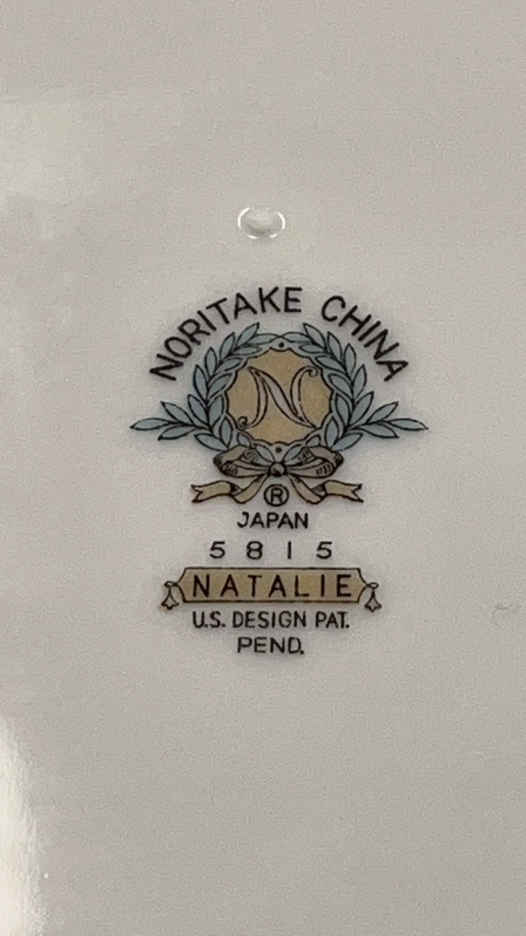 NORITAKE CHINA
N
®
JAPAN
5815
NATALIE
U.S. DESIGN PAT.
PEND.